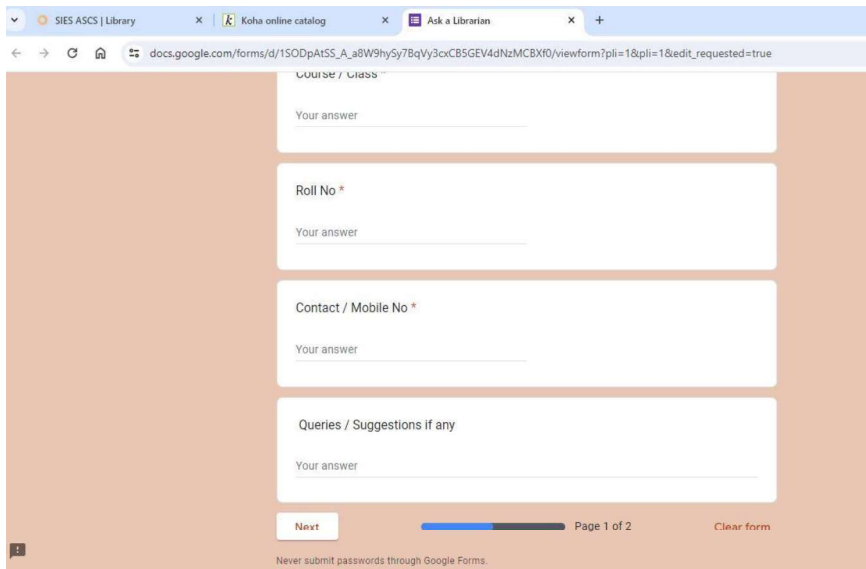 SIES ASCS | Library
Koha online catalog
Ask a Librarian
docs.google.com/forms/d/1SODpAtSS_A_a8W9hySy7BqVy3cxCB5GEV4dNzMCBXf0/viewform?pli=1&pli=1&edit_requested=true
Course / Class *
Your answer
Roll No *
Your answer
Contact / Mobile No *
Your answer
Queries / Suggestions if any
Your answer
Next
Page 1 of 2
Clear form
Never submit passwords through Google Forms.